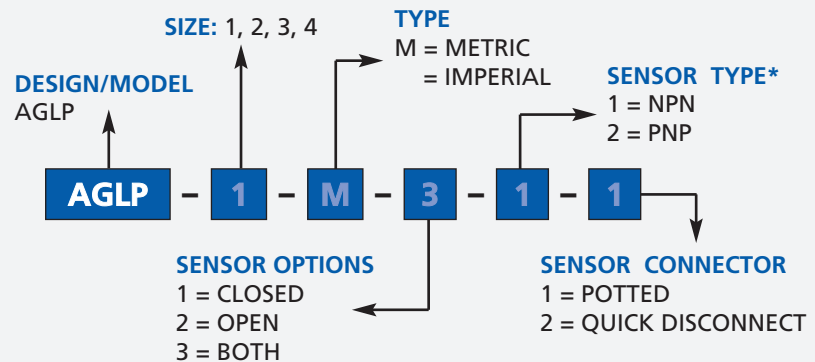 SIZE: 1, 2, 3, 4
TYPE
M = METRIC
= IMPERIAL
DESIGN/MODEL
AGLP
SENSOR TYPE*
1 = NPN
2 = PNP
AGLP - 1 - M - 3 - 1 - 1
SENSOR OPTIONS
1 = CLOSED
2 = OPEN
3 = BOTH
SENSOR CONNECTOR
1 = POTTED
2 = QUICK DISCONNECT